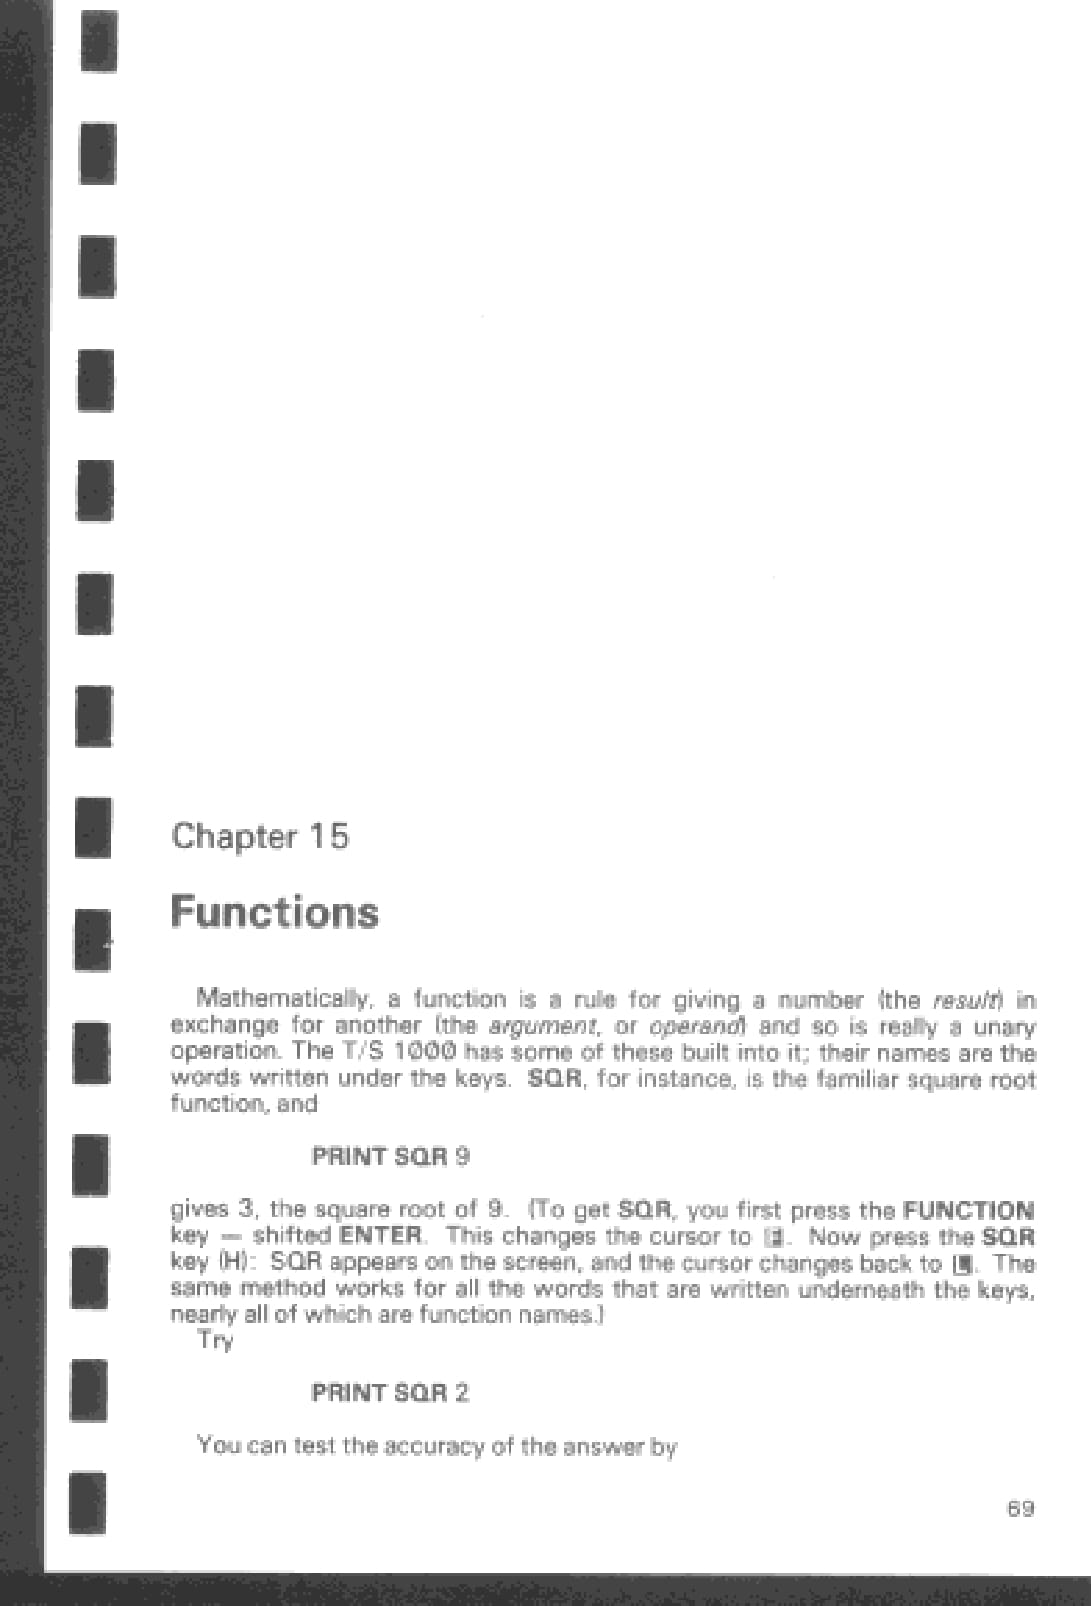 Chapter 15
Functions
Mathematically, a function is a rule for giving a number (the result) in
exchange for another (the argument, or operand) and so is really a unary
operation. The T/S 1000 has some of these built into it; their names are the
words written under the keys. SQR, for instance, is the familiar square root
function, and
PRINT SQR 9
gives 3, the square root of 9. (To get SQR, you first press the FUNCTION
key — shifted ENTER. This changes the cursor to . Now press the SQR
key (H): SQR appears on the screen, and the cursor changes back to . The
same method works for all the words that are written underneath the keys,
nearly all of which are function names.)
Try
PRINT SQR 2
You can test the accuracy of the answer by
69